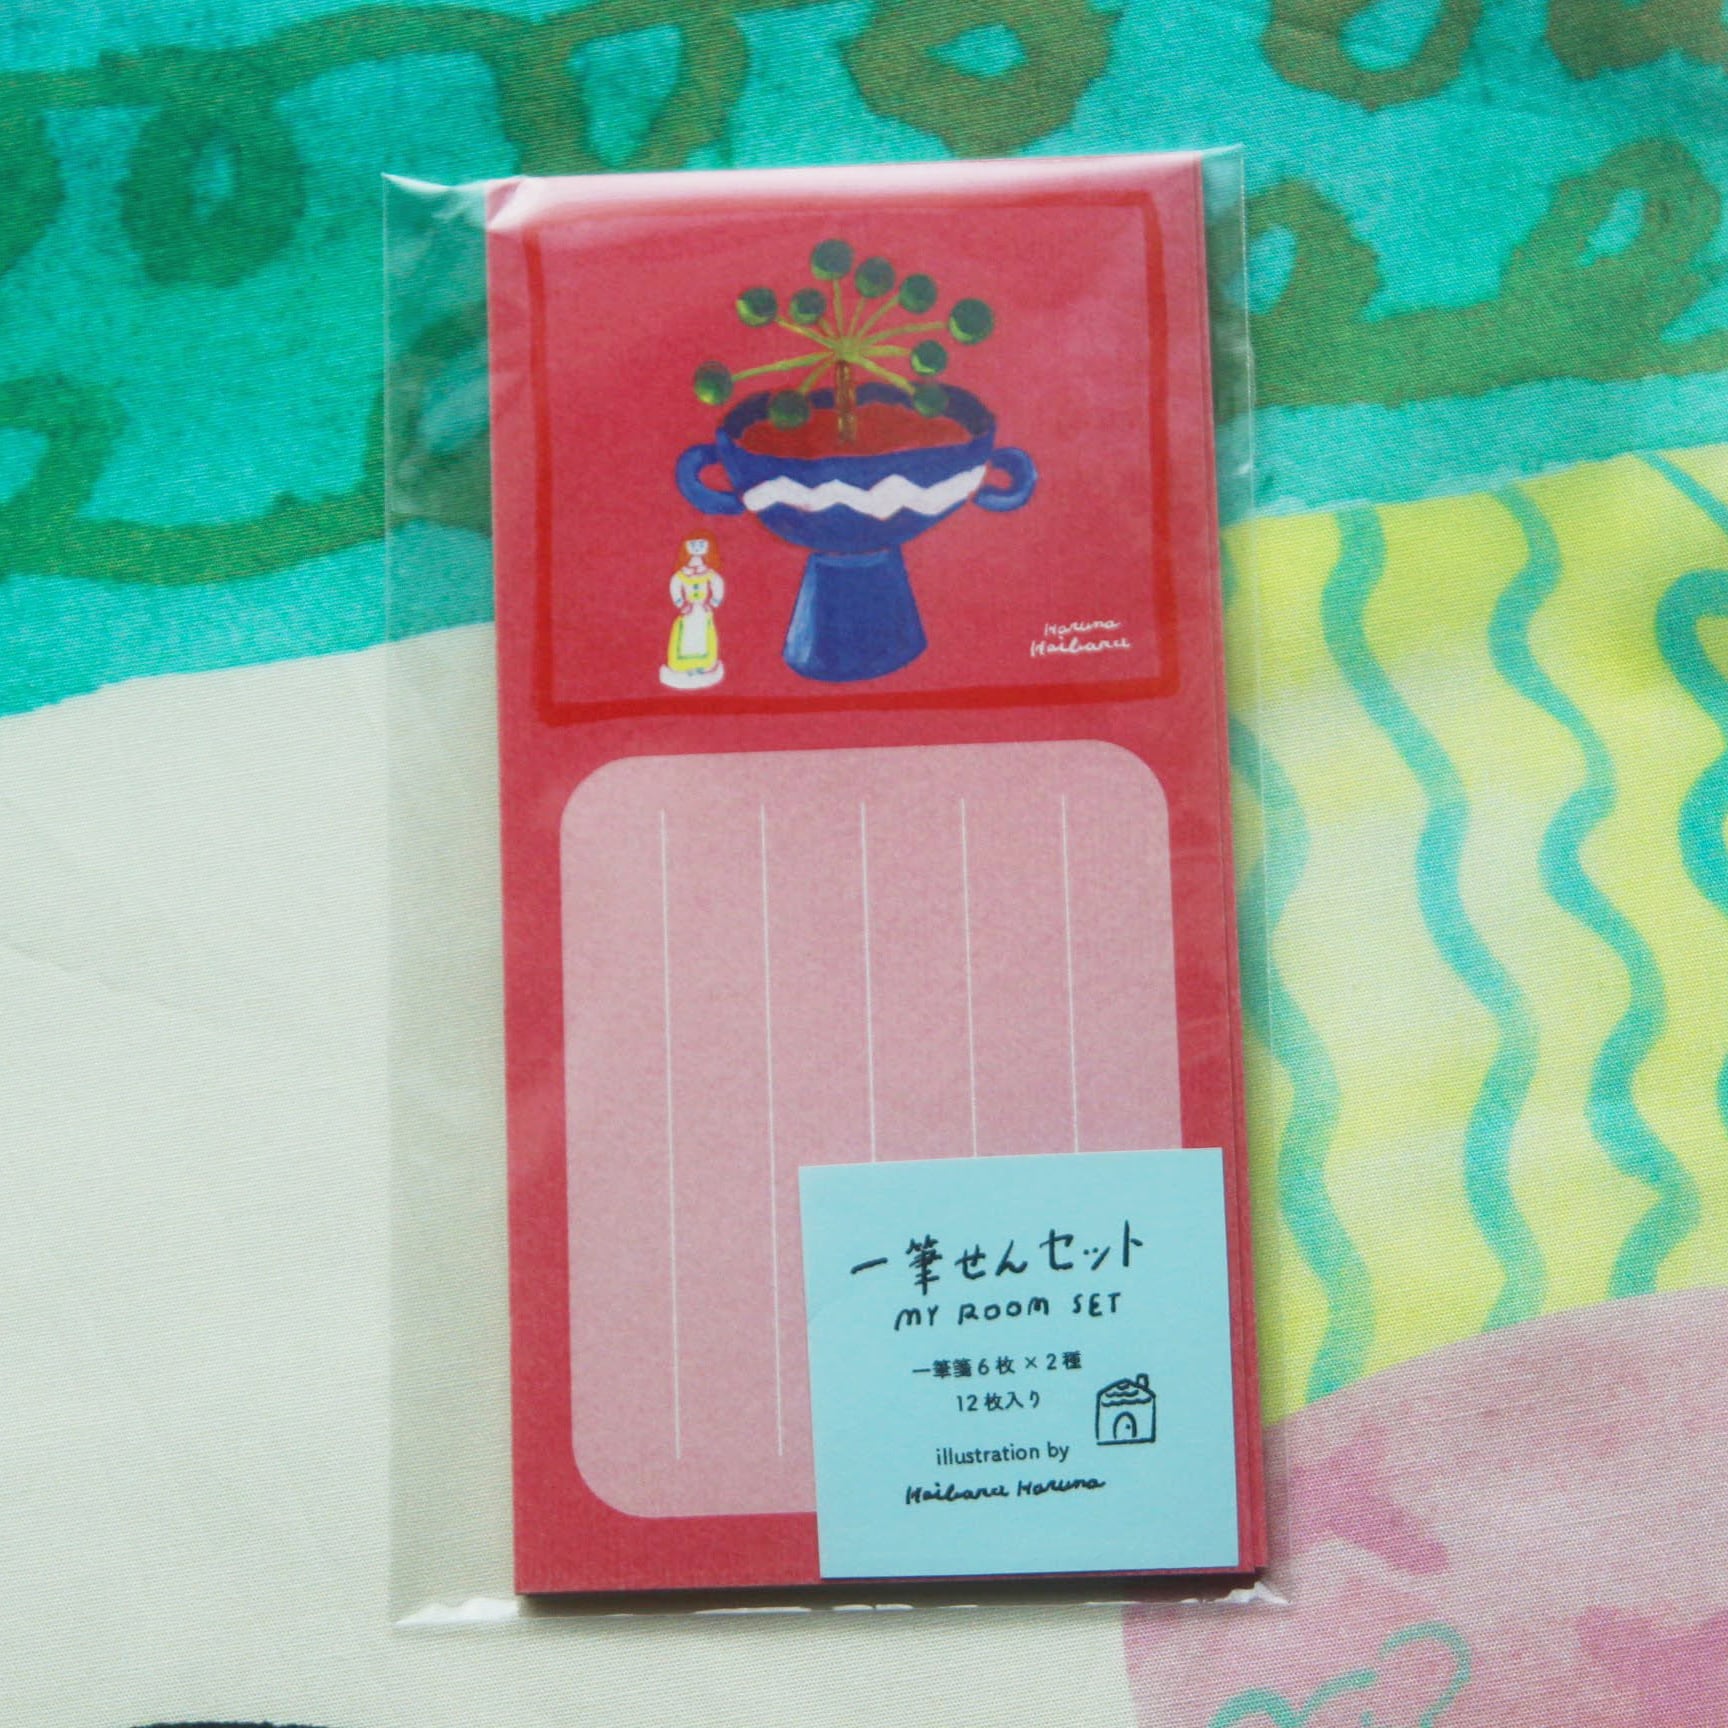 Haruna
Haibara
一筆せんセット
MY ROOM SET
一筆箋6枚×2種
12枚入り
illustration by
Haibara Haruna